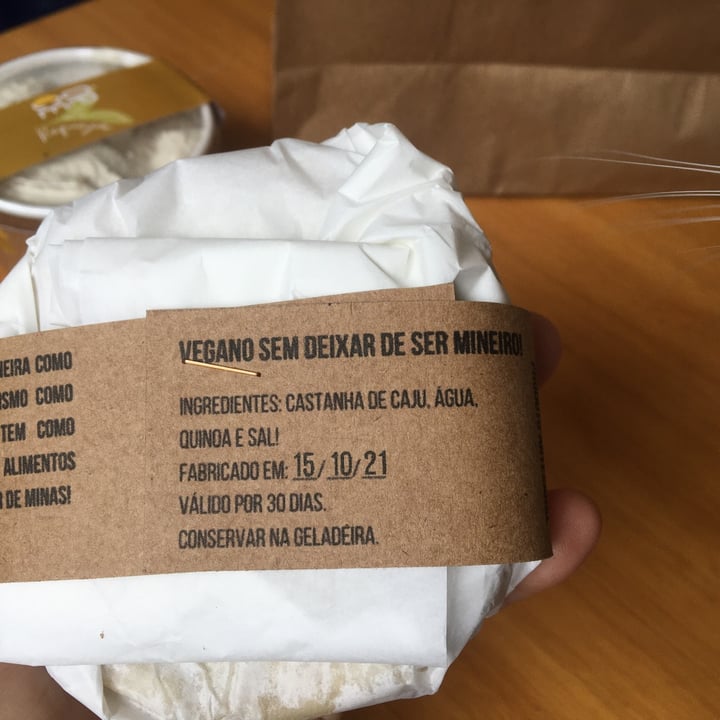 NEIRA COMO
ISMO COMO
TEM COMO
ALIMENTOS
R DE MINAS!
VEGANO SEM DEIXAR DE SER MINEIRO!
INGREDIENTES: CASTANHA DE CAJU, ÁGUA,
QUINOA E SAL!
FABRICADO EM: 15/10/21
VÁLIDO POR 30 DIAS.
CONSERVAR NA GELADEIRA.